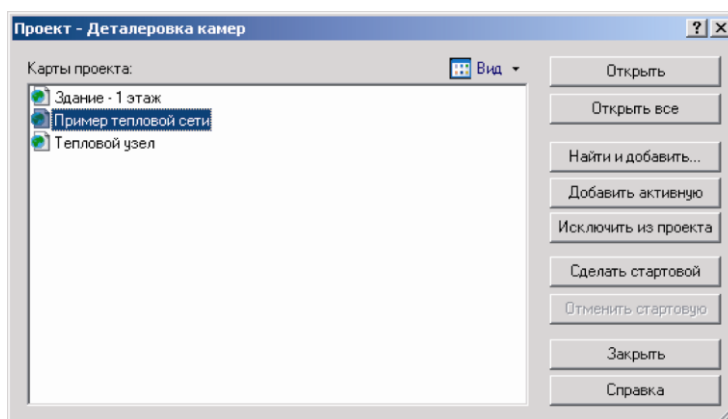 Проект - Деталеровка камер
Карты проекта:
Вид
Здание - 1 этаж
Пример тепловой сети
Тепловой узел
Открыть
Открыть все
Найти и добавить...
Добавить активную
Исключить из проекта
Сделать стартовой
Отменить стартовую
Закрыть
Справка